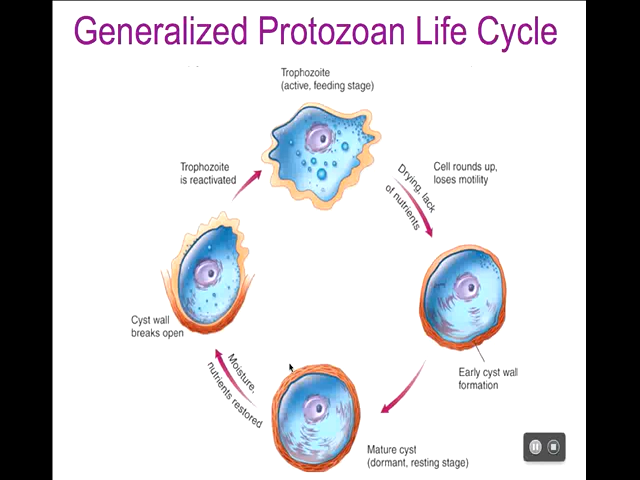 Generalized Protozoan Life Cycle
Trophozoite
(active, feeding stage)
Trophozoite
is reactivated
Drying, lack
of nutrients
Cell rounds up,
loses motility
Cyst wall
breaks open
Moisture,
nutrients restored
Early cyst wall
formation
Mature cyst
(dormant, resting stage)